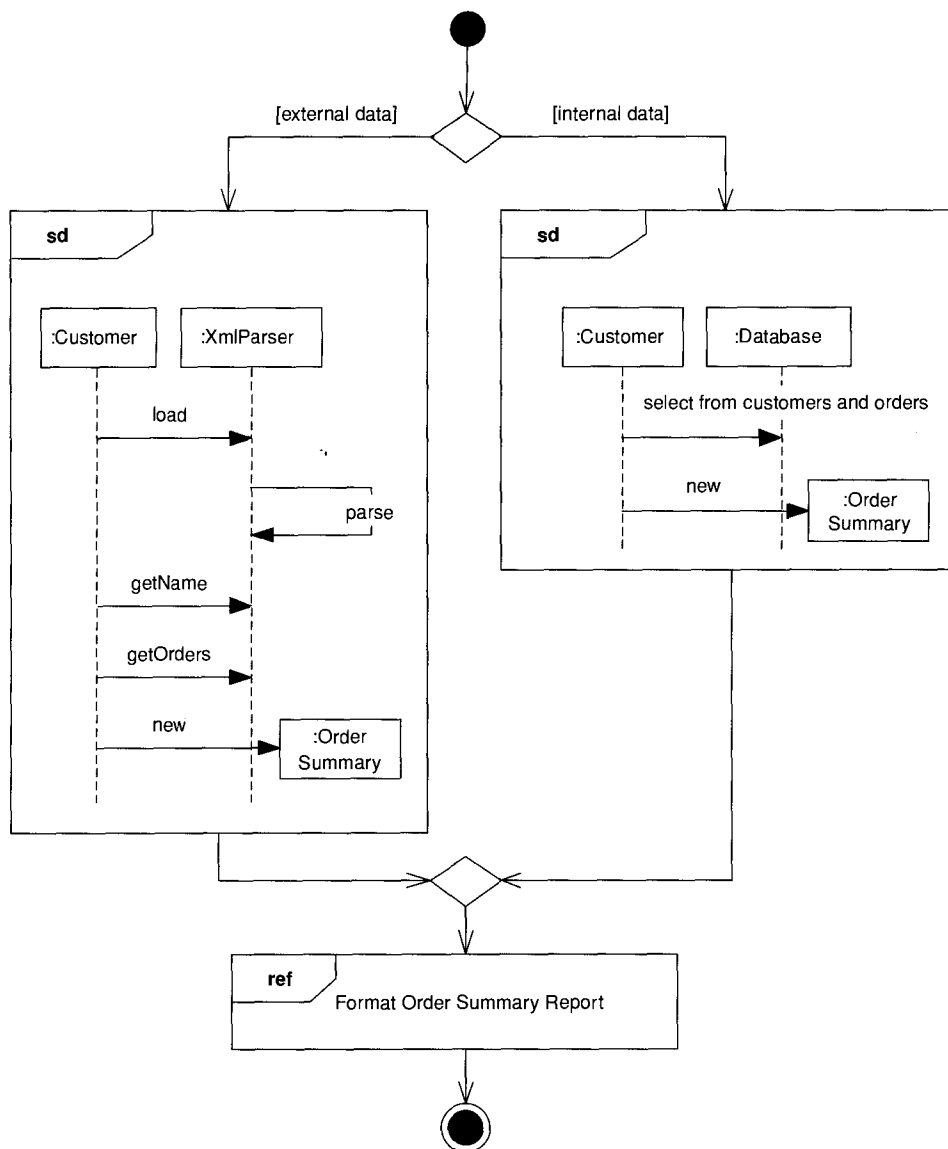 [external data]
[internal data]
sd
:Customer
:XmlParser
load
parse
getName
getOrders
new
:Order
Summary
sd
:Customer
:Database
select from customers and orders
new
:Order
Summary
ref
Format Order Summary Report